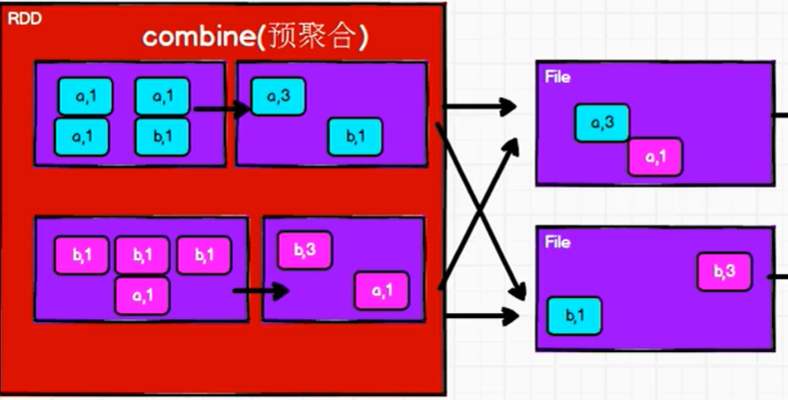 RDD
combine(预聚合)
a,1
a,1
a,3
a,1
b,1
b,1
b,1
b,1
b,1
b,3
a,1
a,1
File
a,3
a,1
File
b,3
b,1